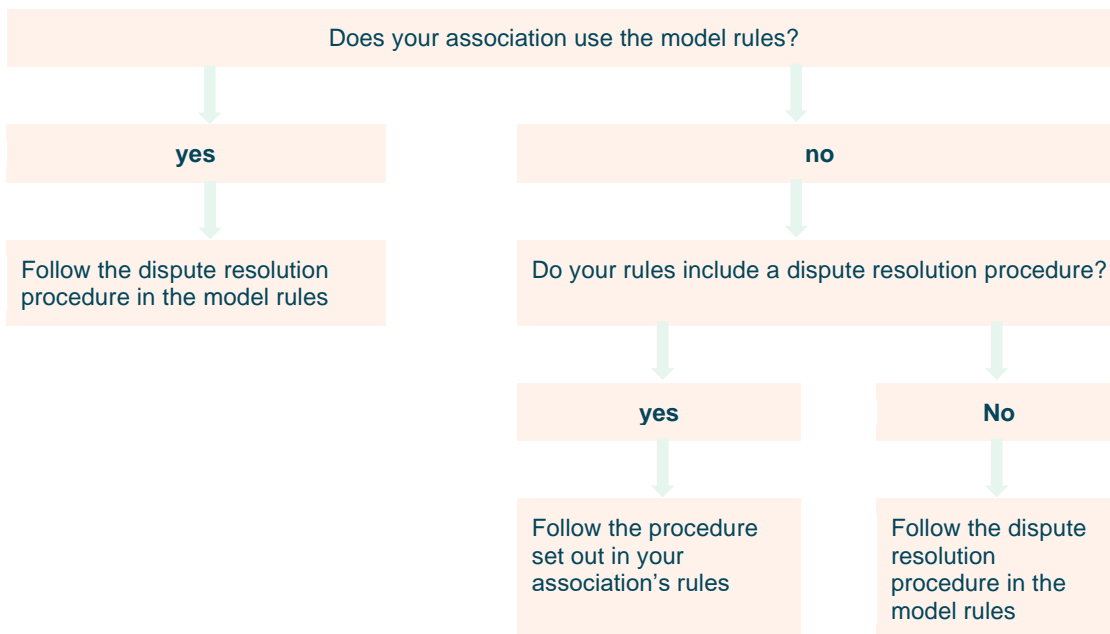 Does your association use the model rules?
yes
no
Follow the dispute resolution
procedure in the model rules
Do your rules include a dispute resolution procedure?
yes
No
Follow the procedure
set out in your
association’s rules
Follow the dispute
resolution
procedure in the
model rules